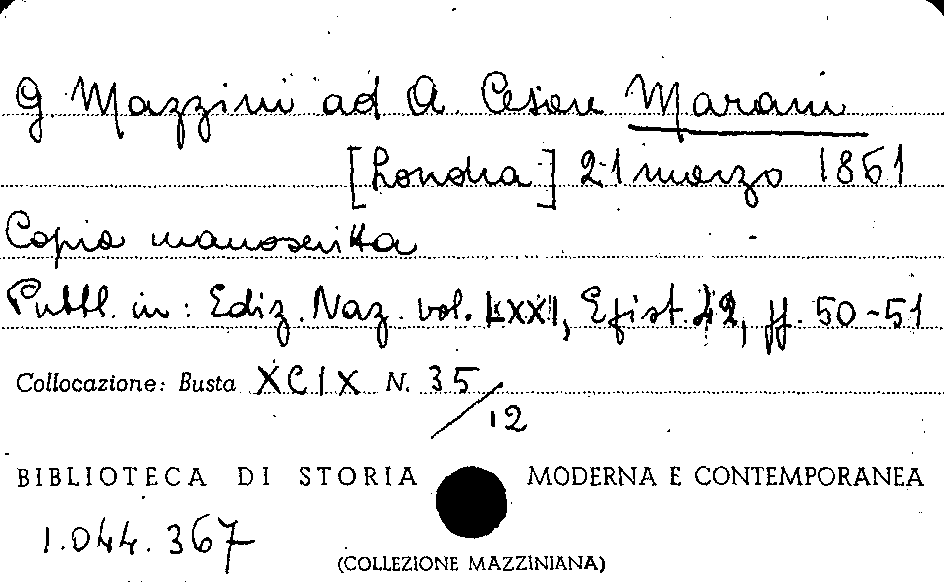 G. Mazzini ad A. Cesare Marani
[Londra] 21 marzo 1861
Copia manoscritta
Pubbl. in: Ediz. Naz. vol. LXXI, Epist. 42, pp. 50-51
Collocazione: Busta XCIX N. 35/12
BIBLIOTECA DI STORIA MODERNA E CONTEMPORANEA
1.044.367
(COLLEZIONE MAZZINIANA)